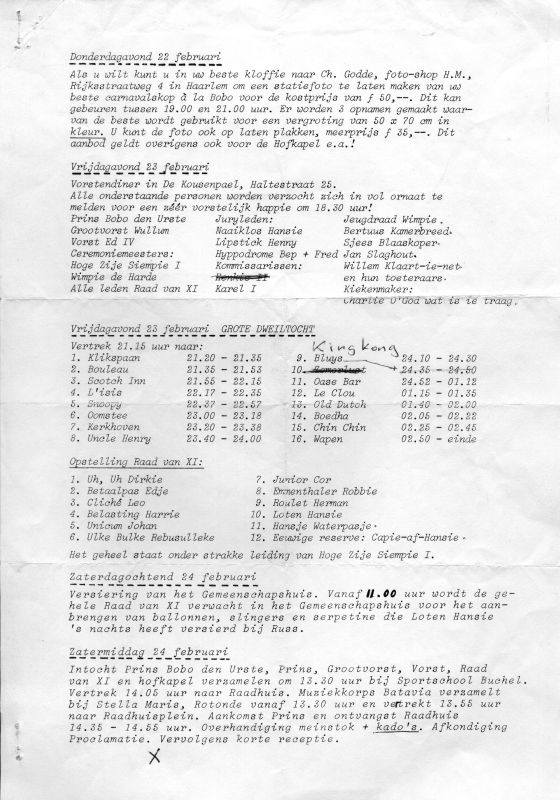 Donderdagavond 22 februari
Als u wilt kunt u in uw beste kloffie naar Ch. Godde, foto-shop H.M.,
Rijksstraatweg 4 in Haarlem om een statiefoto te laten maken van uw
beste carnavalskop à la Bobo voor de kostprijs van ƒ 50,--. Dit kan
gebeuren tussen 19.00 en 21.00 uur. Er worden 3 opnamen gemaakt waar-
van de beste wordt gebruikt voor een vergroting van 50 x 70 cm in
kleur. U kunt de foto ook op laten plakken, meerprijs ƒ 35,--. Dit
aanbod geldt overigens ook voor de Hofkapel e.a.!
Vrijdagavond 23 februari
Vorstendiner in De Kousenpael, Haltestraat 25.
Alle onderstaande personen worden verzocht zich in vol ornaat te
melden voor een zéér vorstelijk happie om 18.30 uur!
Prins Bobo den Urste Juryleden: Jeugdraad Wimpie.
Grootvorst Wullum Naaiklos Hansie Bertuus Kamerbreed.
Vorst Ed IV Lipstick Henny Sjees Blaaskoper.
Ceremoniemeesters: Hyppodrome Bep + Fred Jan Slaghout.
Hoge Zije Siempie I Kommissarissen: Willem Klaart-ie-net
Wimpie de Harde Henkie II en hun toeteraars.
Alle leden Raad van XI Karel I Kiekenmaker:
Charlie O'God wat is ie traag.
Vrijdagavond 23 februari GROTE DWEILTOCHT
Vertrek 21.15 uur naar: King Kong
1. Klikspaan 21.20 - 21.35 9. Bluys 24.10 - 24.30
2. Bouleau 21.35 - 21.53 10. Hamerlust 24.35 - 24.50
3. Scotch Inn 21.55 - 22.15 11. Oase Bar 24.52 - 01.12
4. L'isis 22.17 - 22.35 12. Le Clou 01.15 - 01.35
5. Snoopy 22.37 - 22.57 13. Old Dutch 01.40 - 02.00
6. Oomstee 23.00 - 23.18 14. Boedha 02.05 - 02.22
7. Kerkhoven 23.20 - 23.38 15. Chin Chin 02.25 - 02.45
8. Uncle Henry 23.40 - 24.00 16. Wapen 02.50 - einde
Opstelling Raad van XI:
1. Uh, Uh Dirkie 7. Junior Cor
2. Betaalpas Edje 8. Emmenthaler Robbie
3. Cliché Leo 9. Roulet Herman
4. Belasting Harrie 10. Loten Hansie
5. Unicum Johan 11. Hansje Waterpasje.
6. Ulke Bulke Rebusulleke 12. Eeuwige reserve: Capie-af-Hansie.
Het geheel staat onder strakke leiding van Hoge Zije Siempie I.
Zaterdagochtend 24 februari
Versiering van het Gemeenschapshuis. Vanaf 11.00 uur wordt de ge-
hele Raad van XI verwacht in het Gemeenschapshuis voor het aan-
brengen van ballonnen, slingers en serpetine die Loten Hansie
's nachts heeft versierd bij Russ.
Zatermiddag 24 februari
Intocht Prins Bobo den Urste, Prins, Grootvorst, Vorst, Raad
van XI en hofkapel verzamelen om 13.30 uur bij Sportschool Buchel.
Vertrek 14.05 uur naar Raadhuis. Muziekkorps Batavia verzamelt
bij Stella Maris, Rotonde vanaf 13.30 uur en vertrekt 13.55 uur
naar Raadhuisplein. Aankomst Prins en ontvangst Raadhuis
14.35 - 14.55 uur. Overhandiging meinstok + kado's. Afkondiging
Proclamatie. Vervolgens korte receptie.
X